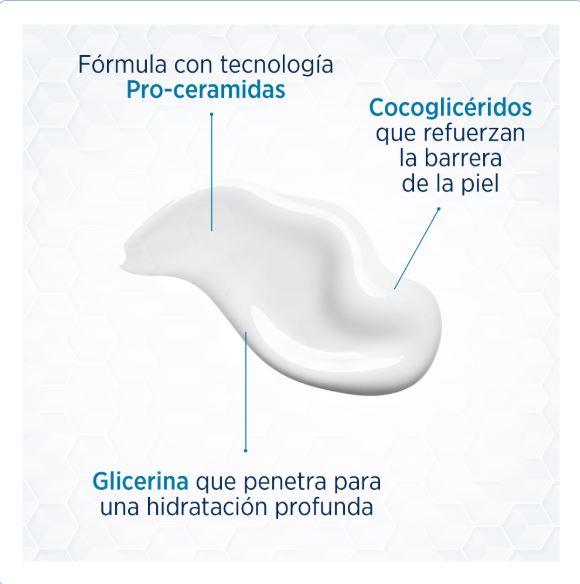 Fórmula con tecnología
Pro-ceramidas
Cocoglicéridos
que refuerzan
la barrera
de la piel
Glicerina que penetra para
una hidratación profunda